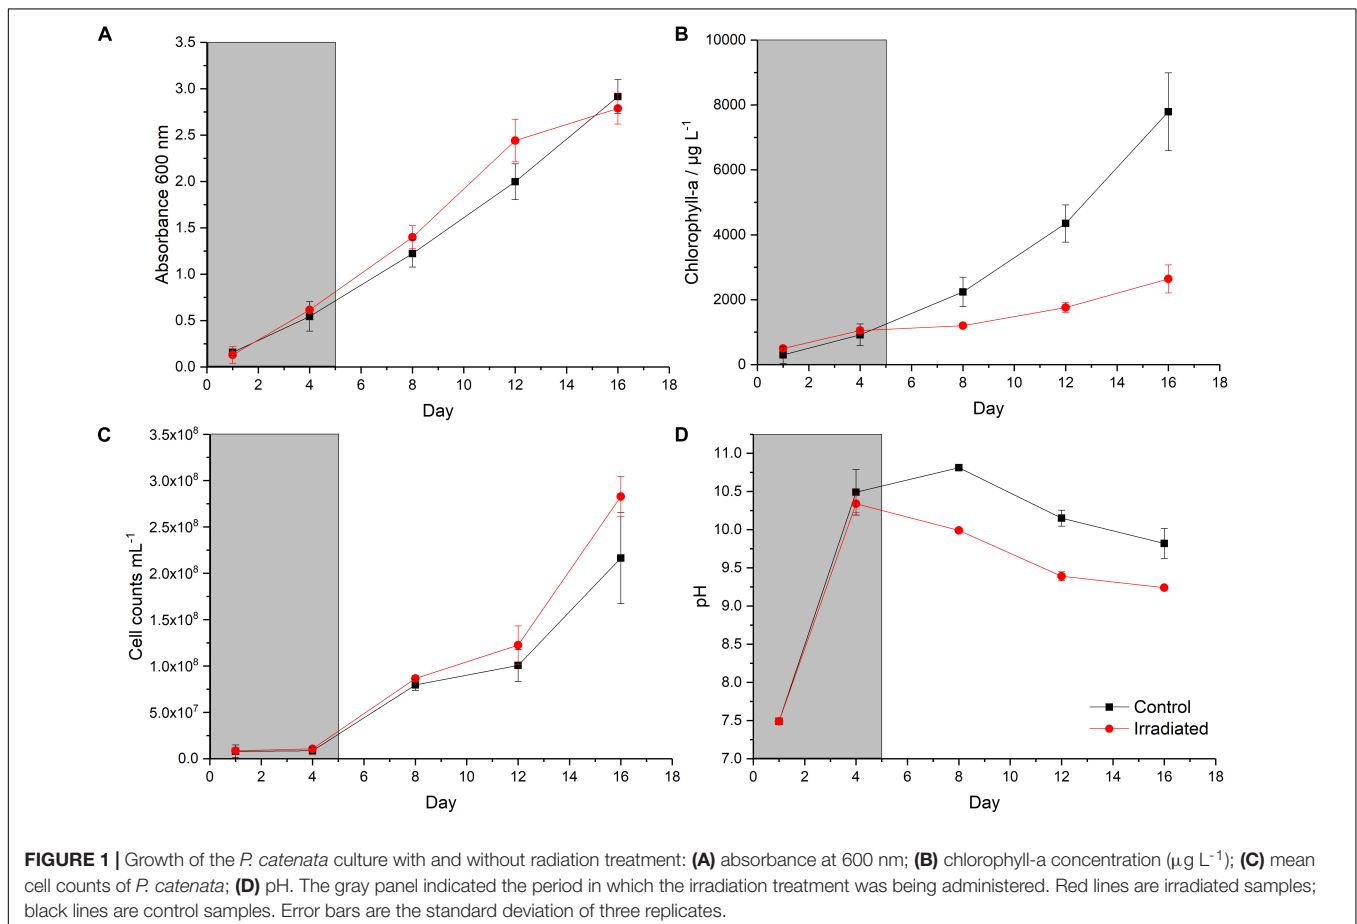 A
3.5
3.0
2.5
2.0
1.5
1.0
0.5
0.0
Absorbance 600 nm
0 2 4 6 8 10 12 14 16 18
Day
B
10000
8000
6000
4000
2000
0
Chlorophyll-a / µg L⁻¹
0 2 4 6 8 10 12 14 16 18
Day
C
3.5x10⁸
3.0x10⁸
2.5x10⁸
2.0x10⁸
1.5x10⁸
1.0x10⁸
5.0x10⁷
0.0
Cell counts mL⁻¹
0 2 4 6 8 10 12 14 16 18
Day
D
11.0
10.5
10.0
9.5
9.0
8.5
8.0
7.5
7.0
pH
0 2 4 6 8 10 12 14 16 18
Day
Control
Irradiated
FIGURE 1 | Growth of the P. catenata culture with and without radiation treatment: (A) absorbance at 600 nm; (B) chlorophyll-a concentration (µg L⁻¹); (C) mean
cell counts of P. catenata; (D) pH. The gray panel indicated the period in which the irradiation treatment was being administered. Red lines are irradiated samples;
black lines are control samples. Error bars are the standard deviation of three replicates.